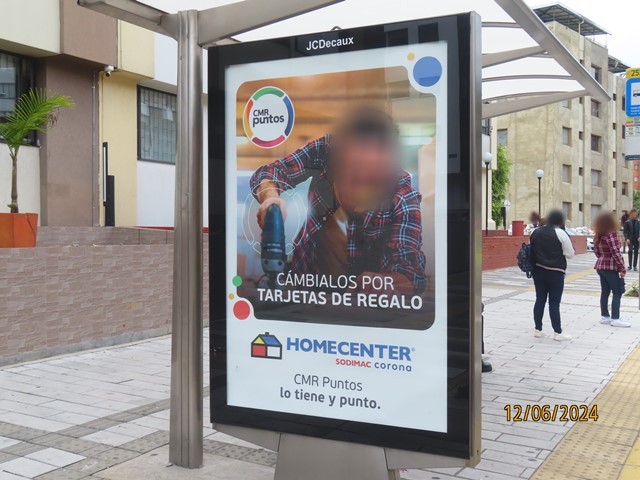 JCDecaux
CMR
puntos
CÁMBIALOS POR
TARJETAS DE REGALO
HOMECENTER
SODIMAC corona
CMR Puntos
lo tiene y punto.
12/06/2024